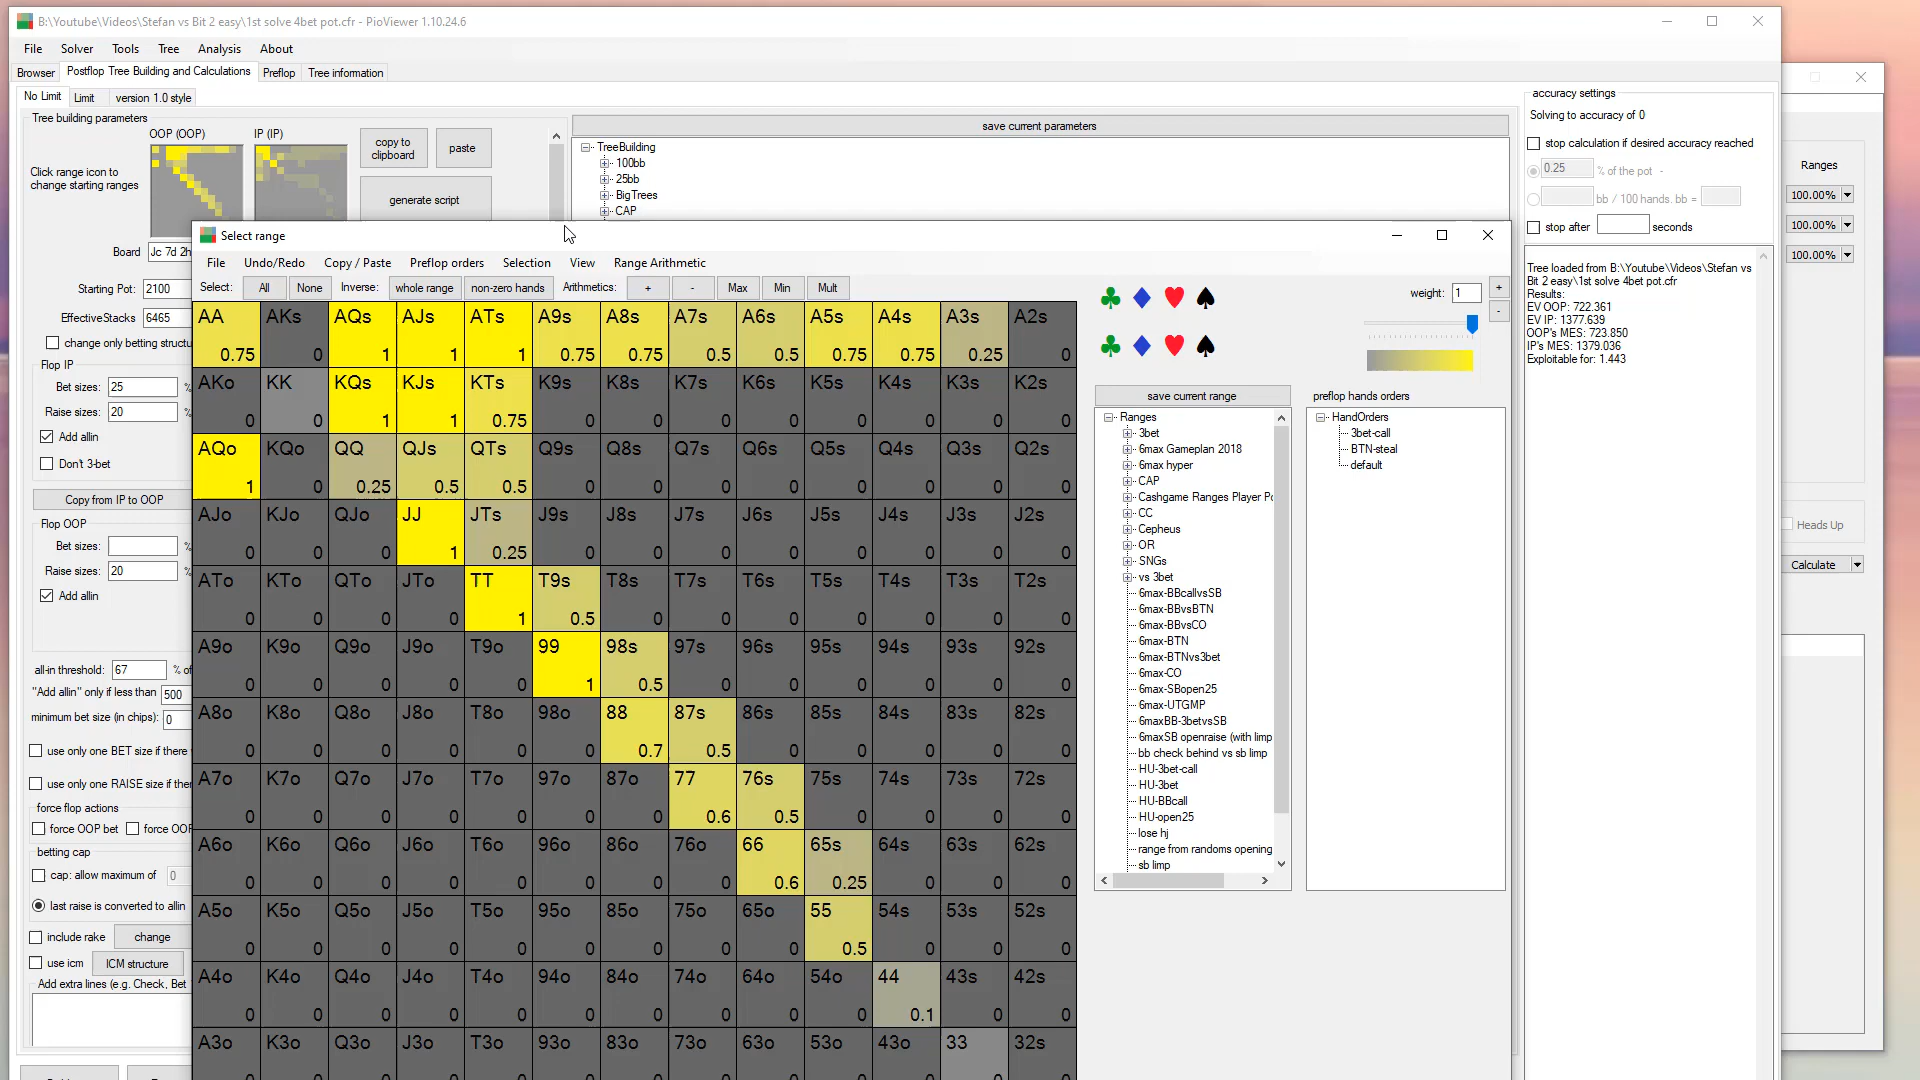 B:\Youtube\Videos\Stefan vs Bit 2 easy\1st solve 4bet pot.cfr - PioViewer 1.10.24.6
File Solver Tools Tree Analysis About
Browser Postflop Tree Building and Calculations Preflop Tree information
No Limit Limit version 1.0 style
Tree building parameters
OOP (OOP) IP (IP)
Click range icon to
change starting ranges
copy to
clipboard
paste
generate script
Board Jc 7d 2h
Starting Pot: 2100
EffectiveStacks 6465
change only betting structu
Flop IP
Bet sizes: 25 %
Raise sizes: 20 %
Add allin
Don't 3-bet
Copy from IP to OOP
Flop OOP
Bet sizes: %
Raise sizes: 20 %
Add allin
all-in threshold: 67 % of
"Add allin" only if less than 500
minimum bet size (in chips): 0
use only one BET size if there
use only one RAISE size if there
force flop actions
force OOP bet force OOP
betting cap
cap: allow maximum of 0
last raise is converted to allin
include rake change
use icm ICM structure
Add extra lines (e.g. Check, Bet
save current parameters
TreeBuilding
100bb
25bb
BigTrees
CAP
Select range
File Undo/Redo Copy / Paste Preflop orders Selection View Range Arithmetic
Select: All None Inverse: whole range non-zero hands Arithmetics: + - Max Min Mult
AA AKs AQs AJs ATs A9s A8s A7s A6s A5s A4s A3s A2s
0.75 0 1 1 1 0.75 0.75 0.5 0.5 0.75 0.75 0.25 0
AKo KK KQs KJs KTs K9s K8s K7s K6s K5s K4s K3s K2s
0 0 1 1 0.75 0 0 0 0 0 0 0 0
AQo KQo QQ QJs QTs Q9s Q8s Q7s Q6s Q5s Q4s Q3s Q2s
1 0 0.25 0.5 0.5 0 0 0 0 0 0 0 0
AJo KJo QJo JJ JTs J9s J8s J7s J6s J5s J4s J3s J2s
0 0 0 1 0.25 0 0 0 0 0 0 0 0
ATo KTo QTo JTo TT T9s T8s T7s T6s T5s T4s T3s T2s
0 0 0 0 1 0.5 0 0 0 0 0 0 0
A9o K9o Q9o J9o T9o 99 98s 97s 96s 95s 94s 93s 92s
0 0 0 0 0 1 0.5 0 0 0 0 0 0
A8o K8o Q8o J8o T8o 98o 88 87s 86s 85s 84s 83s 82s
0 0 0 0 0 0 0.7 0.5 0 0 0 0 0
A7o K7o Q7o J7o T7o 97o 87o 77 76s 75s 74s 73s 72s
0 0 0 0 0 0 0 0.6 0.5 0 0 0 0
A6o K6o Q6o J6o T6o 96o 86o 76o 66 65s 64s 63s 62s
0 0 0 0 0 0 0 0 0.6 0.25 0 0 0
A5o K5o Q5o J5o T5o 95o 85o 75o 65o 55 54s 53s 52s
0 0 0 0 0 0 0 0 0 0.5 0 0 0
A4o K4o Q4o J4o T4o 94o 84o 74o 64o 54o 44 43s 42s
0 0 0 0 0 0 0 0 0 0 0.1 0 0
A3o K3o Q3o J3o T3o 93o 83o 73o 63o 53o 43o 33 32s
weight: 1 +
-
save current range
Ranges
3bet
6max Gameplan 2018
6max hyper
CAP
Cashgame Ranges Player Po
CC
Cepheus
OR
SNGs
vs 3bet
6max-BBcallvsSB
6max-BBvsBTN
6max-BBvsCO
6max-BTN
6max-BTNvs3bet
6max-CO
6max-SBopen25
6max-UTGMP
6maxBB-3betvsSB
6maxSB openraise (with limp
bb check behind vs sb limp
HU-3bet-call
HU-3bet
HU-BBcall
HU-open25
lose hj
range from randoms opening
sb limp
preflop hands orders
HandOrders
3bet-call
BTN-steal
default
accuracy settings
Solving to accuracy of 0
stop calculation if desired accuracy reached
0.25 % of the pot -
bb / 100 hands. bb =
stop after seconds
Tree loaded from B:\Youtube\Videos\Stefan vs
Bit 2 easy\1st solve 4bet pot.cfr
Results:
EV OOP: 722.361
EV IP: 1377.639
OOP's MES: 723.850
IP's MES: 1379.036
Exploitable for: 1.443
Ranges
100.00%
100.00%
100.00%
Heads Up
Calculate